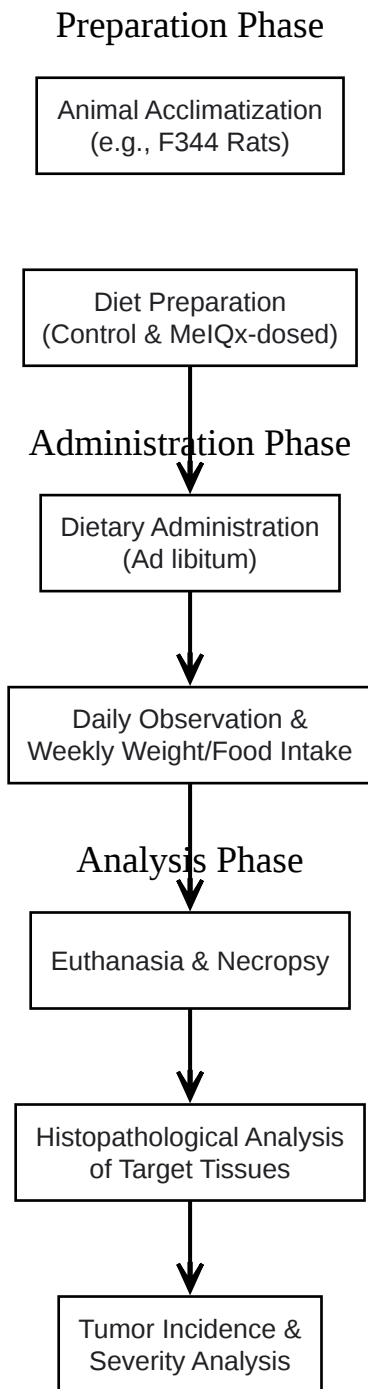 Preparation Phase
Animal Acclimatization
(e.g., F344 Rats)
Diet Preparation
(Control & MeIQx-dosed)
Administration Phase
Dietary Administration
(Ad libitum)
Daily Observation &
Weekly Weight/Food Intake
Analysis Phase
Euthanasia & Necropsy
Histopathological Analysis
of Target Tissues
Tumor Incidence &
Severity Analysis